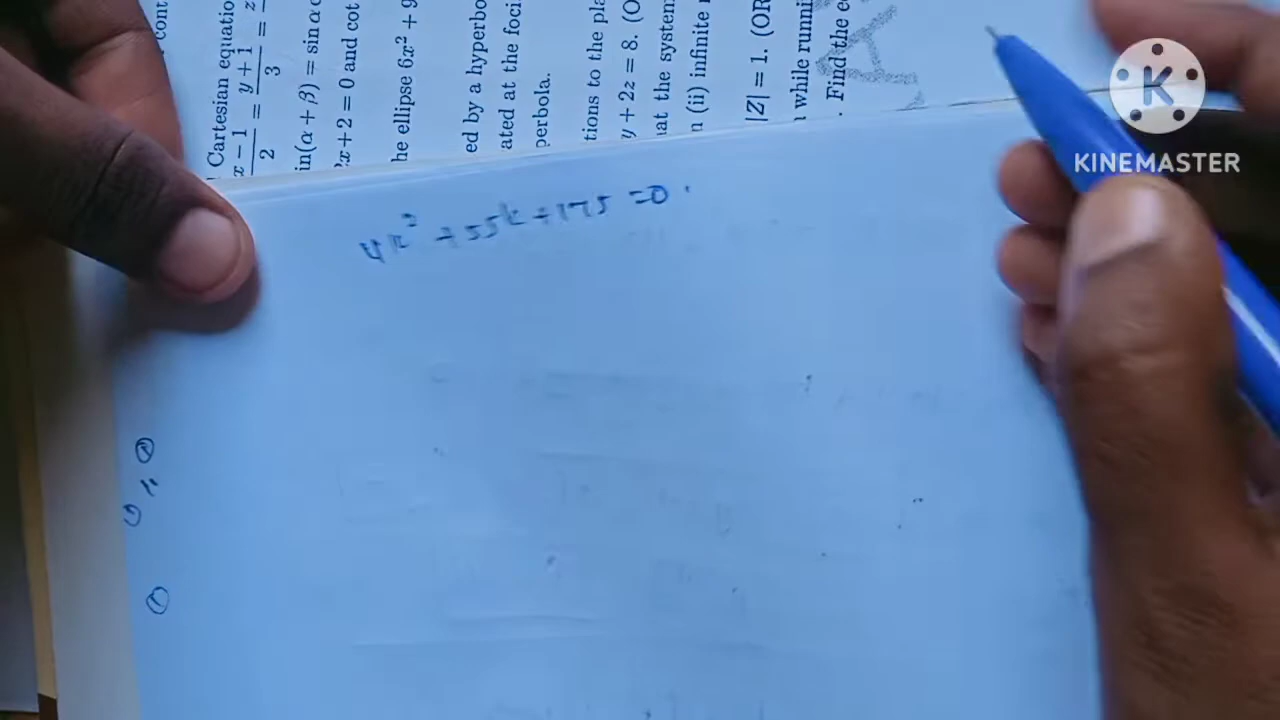 Cartesian equatio
x − 1 / 2 = y + 1 / 3 = z
in(α + β) = sin α c
x + 2 = 0 and cot
he ellipse 6x² + 9
ed by a hyperbo
ated at the foci
perbola.
tions to the pla
y + 2z = 8. (O
at the system
n (ii) infinite
|Z| = 1. (OR
while runni
. Find the e
KINEMASTER
4k² + 55k + 175 = 0